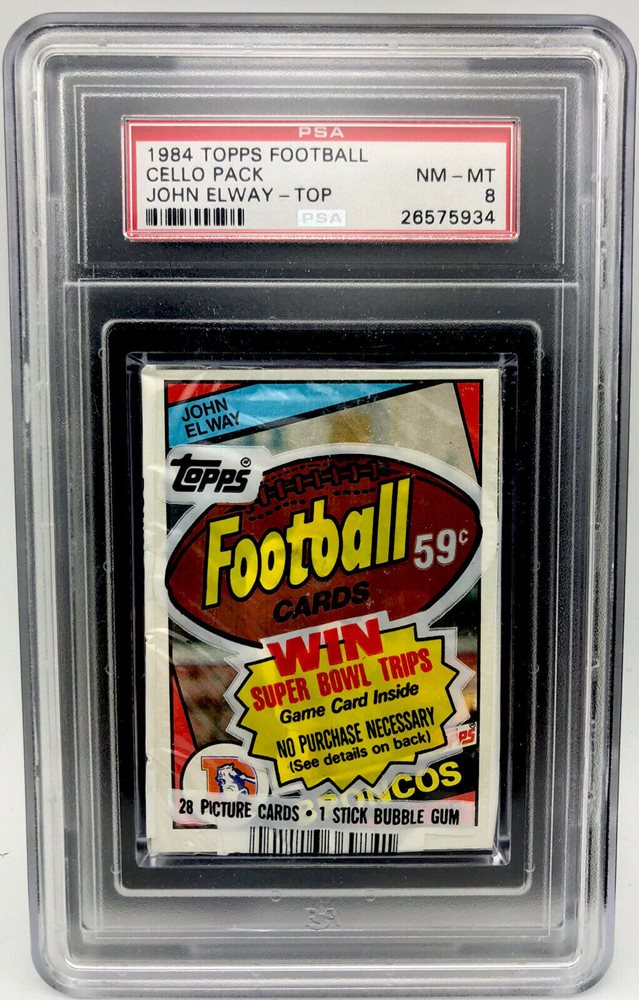 PSA
1984 TOPPS FOOTBALL
CELLO PACK NM-MT
JOHN ELWAY-TOP 8
PSA 26575934
JOHN
ELWAY
TOPPS
Football 59¢
CARDS
WIN
SUPER BOWL TRIPS
Game Card Inside
NO PURCHASE NECESSARY
(See details on back)
PS
BRONCOS
28 PICTURE CARDS • 1 STICK BUBBLE GUM
PSA